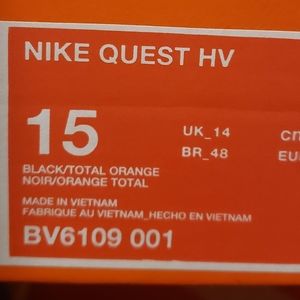 NIKE QUEST HV
15
UK_14
BR_48
BLACK/TOTAL ORANGE
NOIR/ORANGE TOTAL
MADE IN VIETNAM
FABRIQUE AU VIETNAM_HECHO EN VIETNAM
BV6109 001